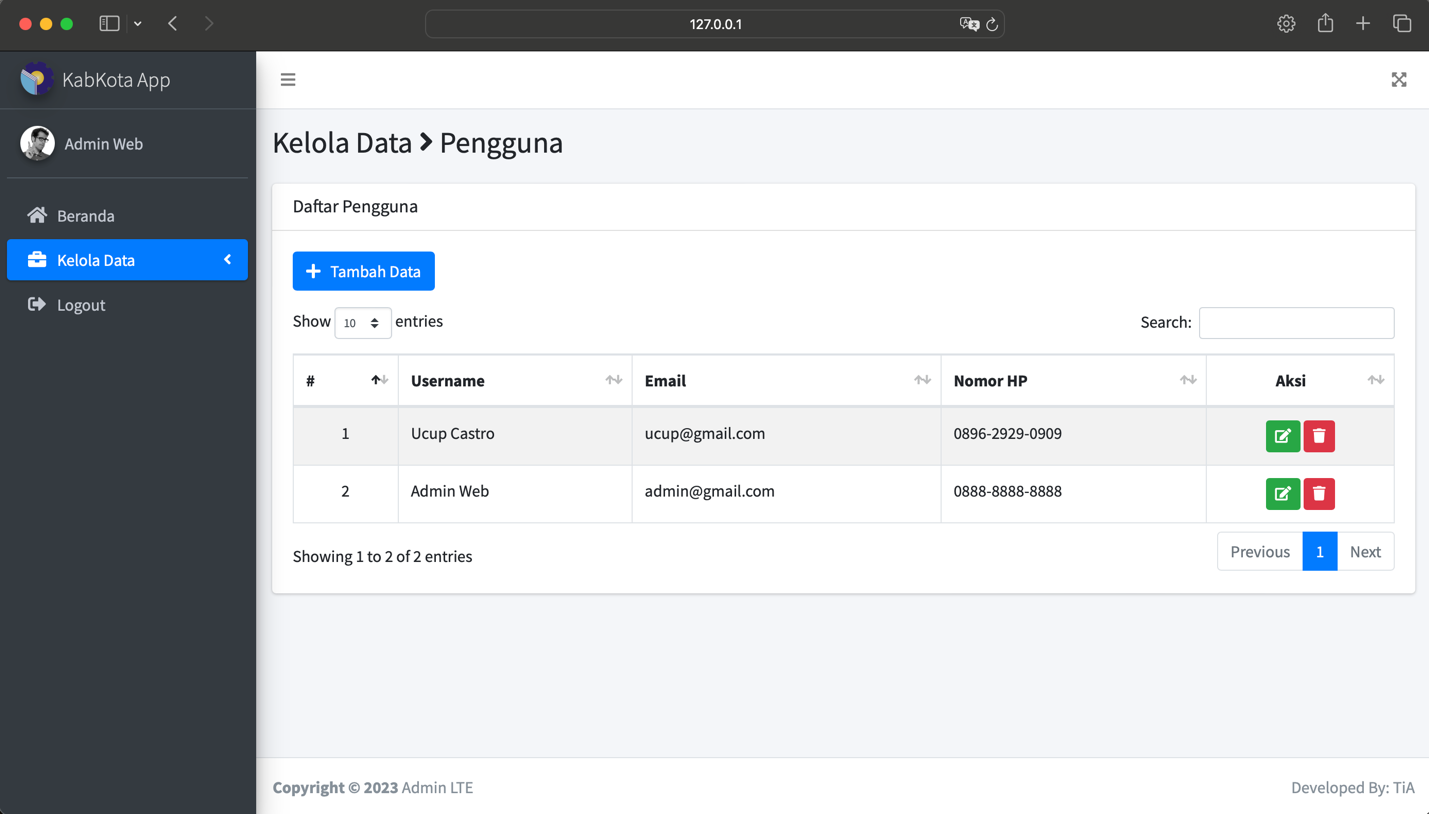 127.0.0.1
KabKota App
Admin Web
Beranda
Kelola Data
Logout
Kelola Data > Pengguna
Daftar Pengguna
+ Tambah Data
Show 10 entries
Search:
# Username Email Nomor HP Aksi
1 Ucup Castro ucup@gmail.com 0896-2929-0909
2 Admin Web admin@gmail.com 0888-8888-8888
Showing 1 to 2 of 2 entries
Previous 1 Next
Copyright © 2023 Admin LTE
Developed By: TiA